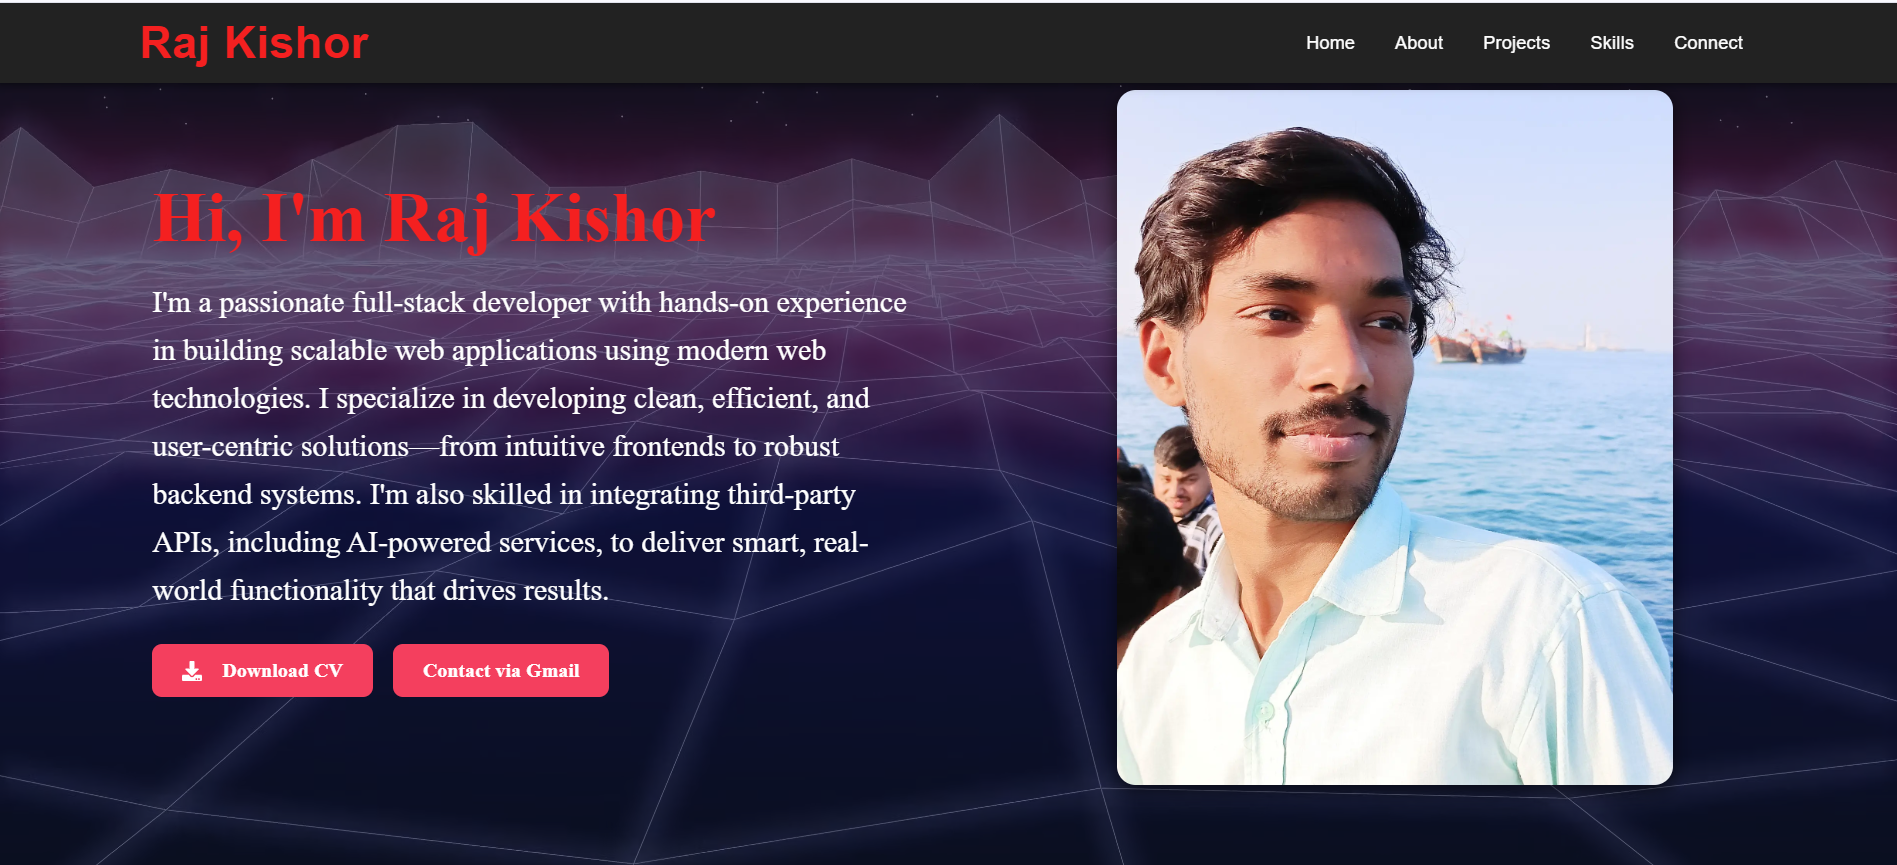 Raj Kishor
Home About Projects Skills Connect
Hi, I'm Raj Kishor
I'm a passionate full-stack developer with hands-on experience
in building scalable web applications using modern web
technologies. I specialize in developing clean, efficient, and
user-centric solutions—from intuitive frontends to robust
backend systems. I'm also skilled in integrating third-party
APIs, including AI-powered services, to deliver smart, real-
world functionality that drives results.
Download CV
Contact via Gmail